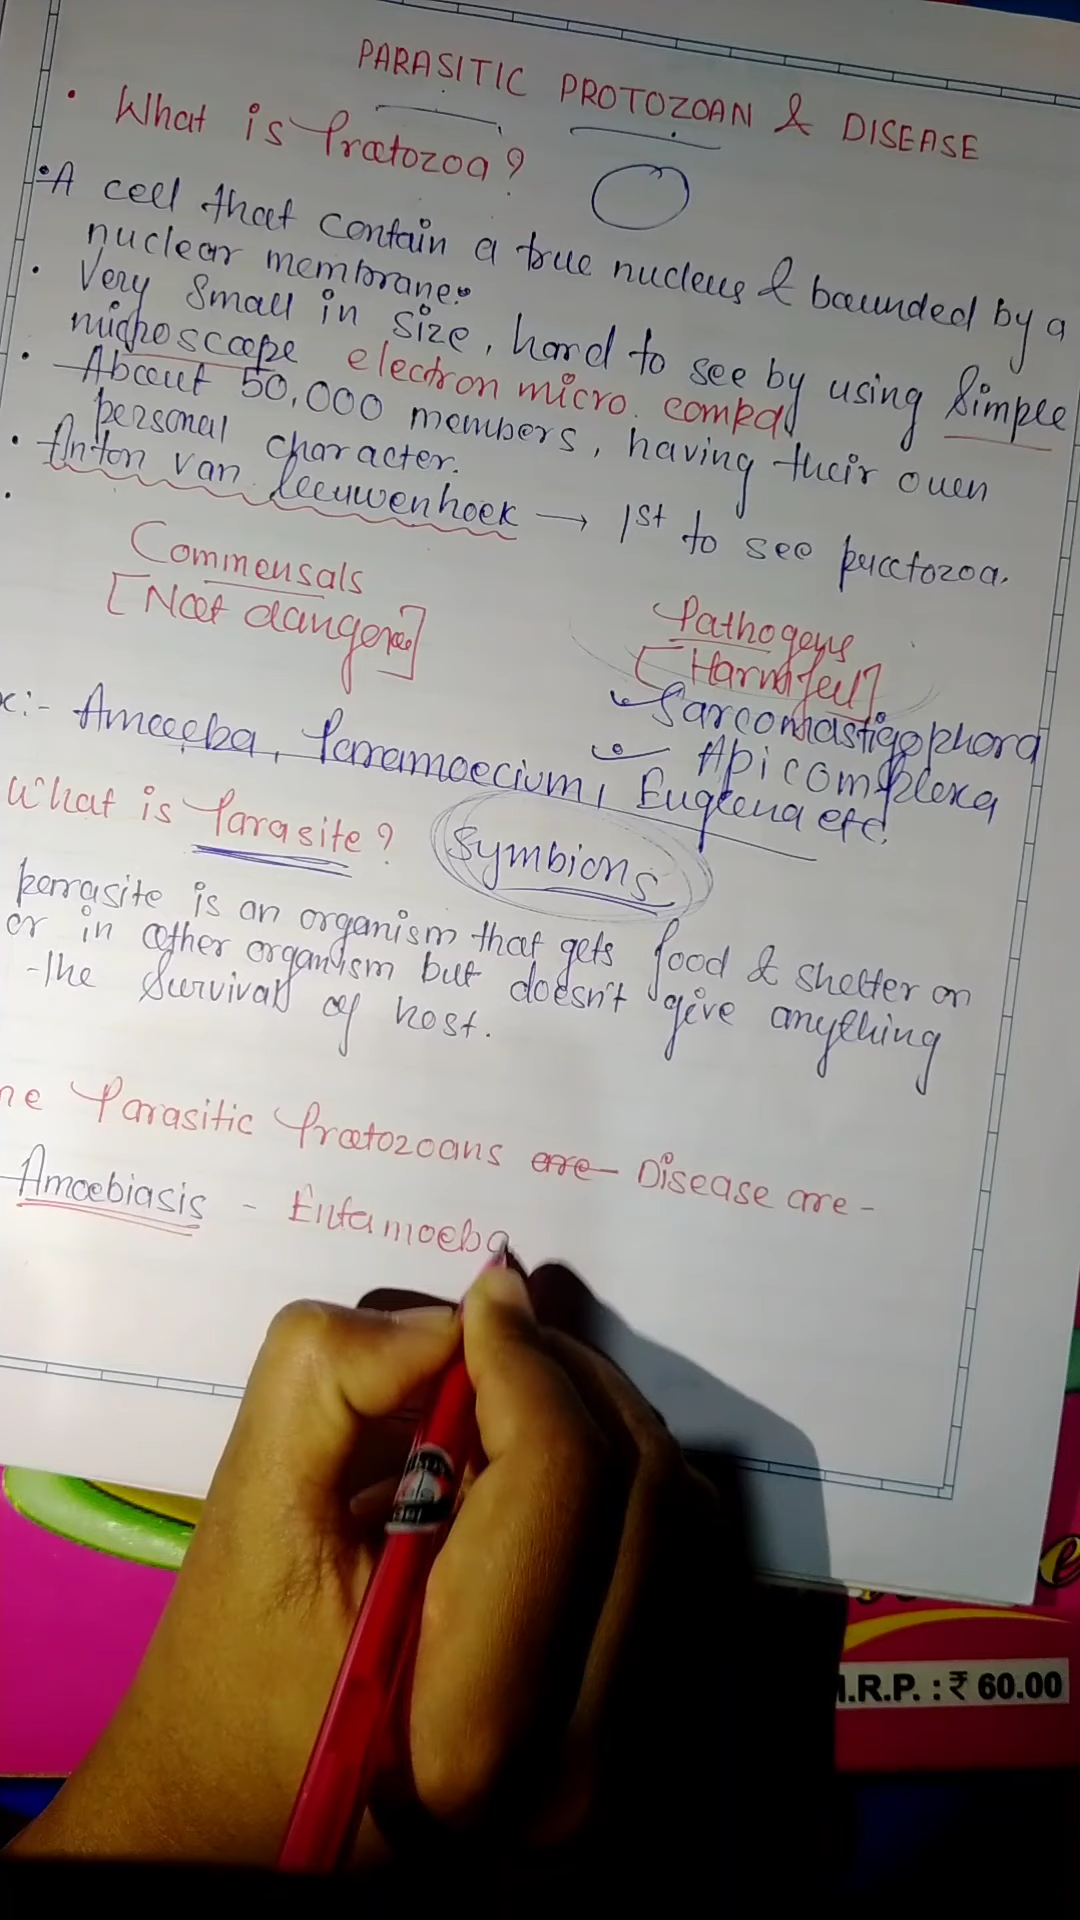 PARASITIC PROTOZOAN & DISEASE
• What is Protozoa?
• A cell that contain a true nucleus & bounded by a
nuclear membrane.
• Very small in size, hard to see by using simple
microscope electron micro. compd
• About 50,000 members, having their own
personal character.
• Anton van Leeuwenhoek → 1st to see protozoa.
Commensals
[Not dangerous]
Pathogens
[Harmful]
Sarcomastigophora
Apicomplexa
x:- Amoeba, Paramoecium, Euglena etc.
What is Parasite? Symbions
parasite is an organism that gets food & shelter on
or in other organism but doesn't give anything
the survival of host.
ne Parasitic Protozoans are Disease are -
Amoebiasis - Entamoeba
M.R.P. : ₹ 60.00